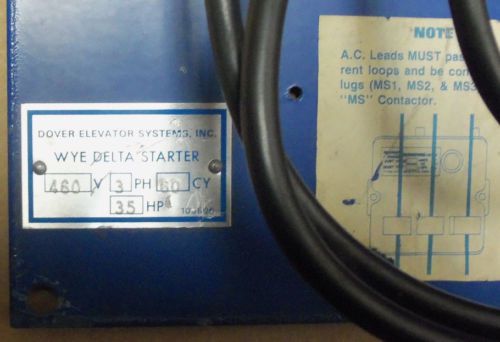 DOVER ELEVATOR SYSTEMS, INC.
WYE DELTA STARTER
460 V 3 PH 60 CY
35 HP
NOTE
A.C. Leads MUST pas
rent loops and be con
lugs (MS1, MS2, & MS3
"MS" Contactor.